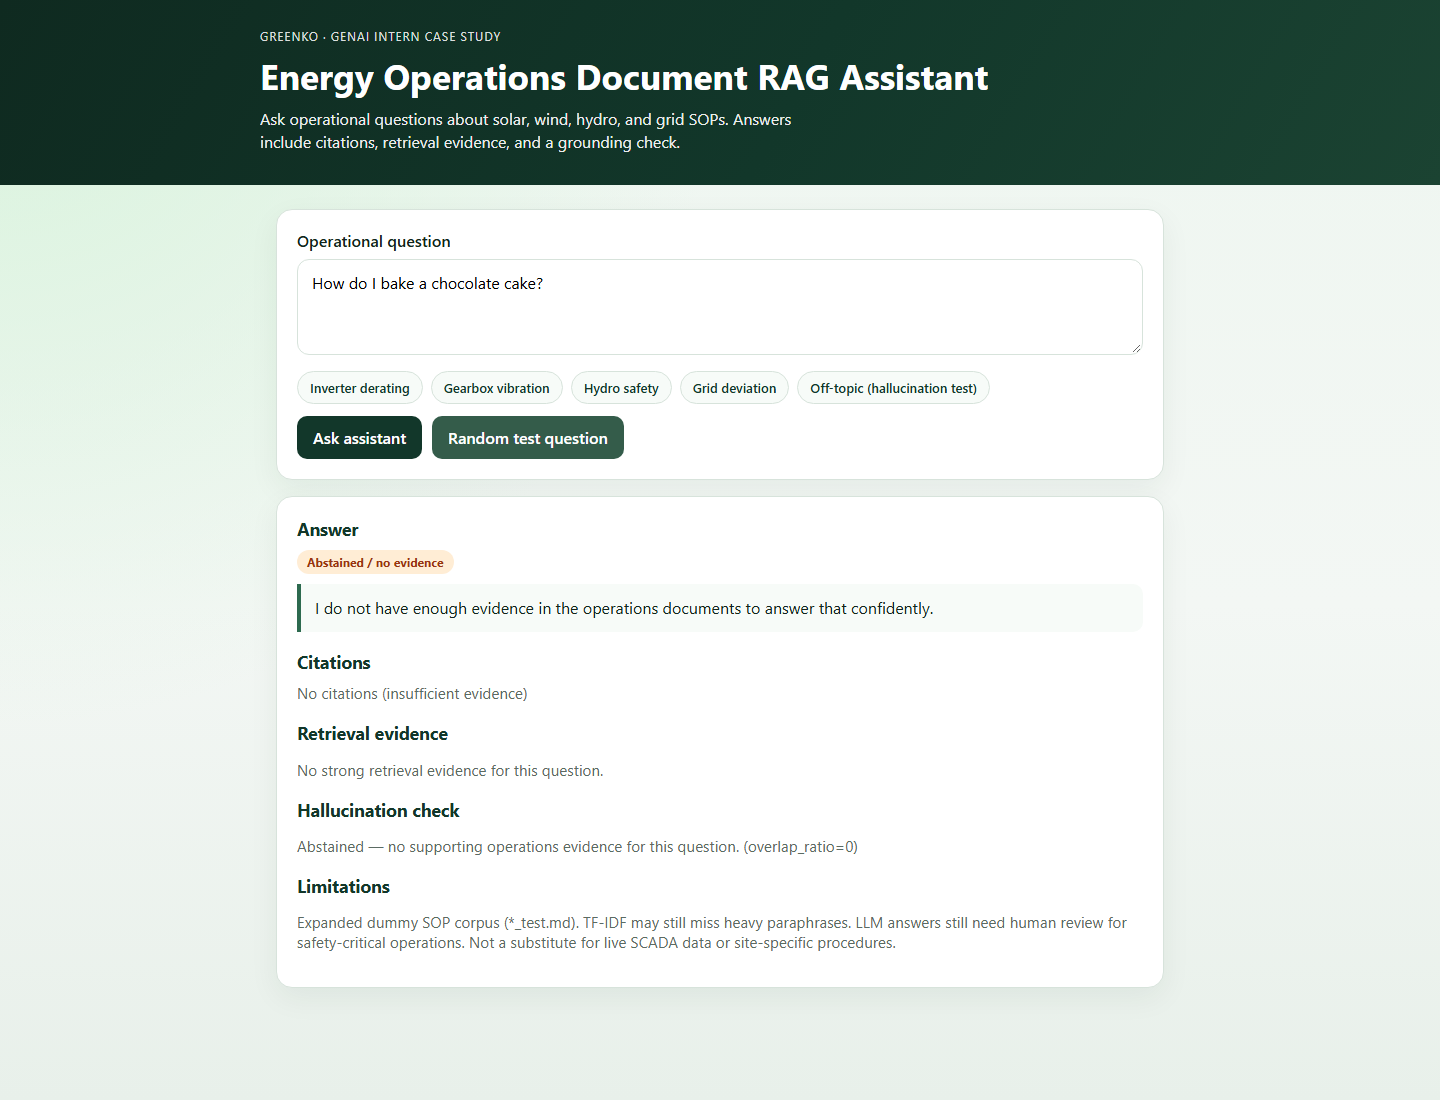 GREENKO · GENAI INTERN CASE STUDY
Energy Operations Document RAG Assistant
Ask operational questions about solar, wind, hydro, and grid SOPs. Answers
include citations, retrieval evidence, and a grounding check.
Operational question
How do I bake a chocolate cake?
Inverter derating
Gearbox vibration
Hydro safety
Grid deviation
Off-topic (hallucination test)
Ask assistant
Random test question
Answer
Abstained / no evidence
I do not have enough evidence in the operations documents to answer that confidently.
Citations
No citations (insufficient evidence)
Retrieval evidence
No strong retrieval evidence for this question.
Hallucination check
Abstained — no supporting operations evidence for this question. (overlap_ratio=0)
Limitations
Expanded dummy SOP corpus (*_test.md). TF-IDF may still miss heavy paraphrases. LLM answers still need human review for
safety-critical operations. Not a substitute for live SCADA data or site-specific procedures.